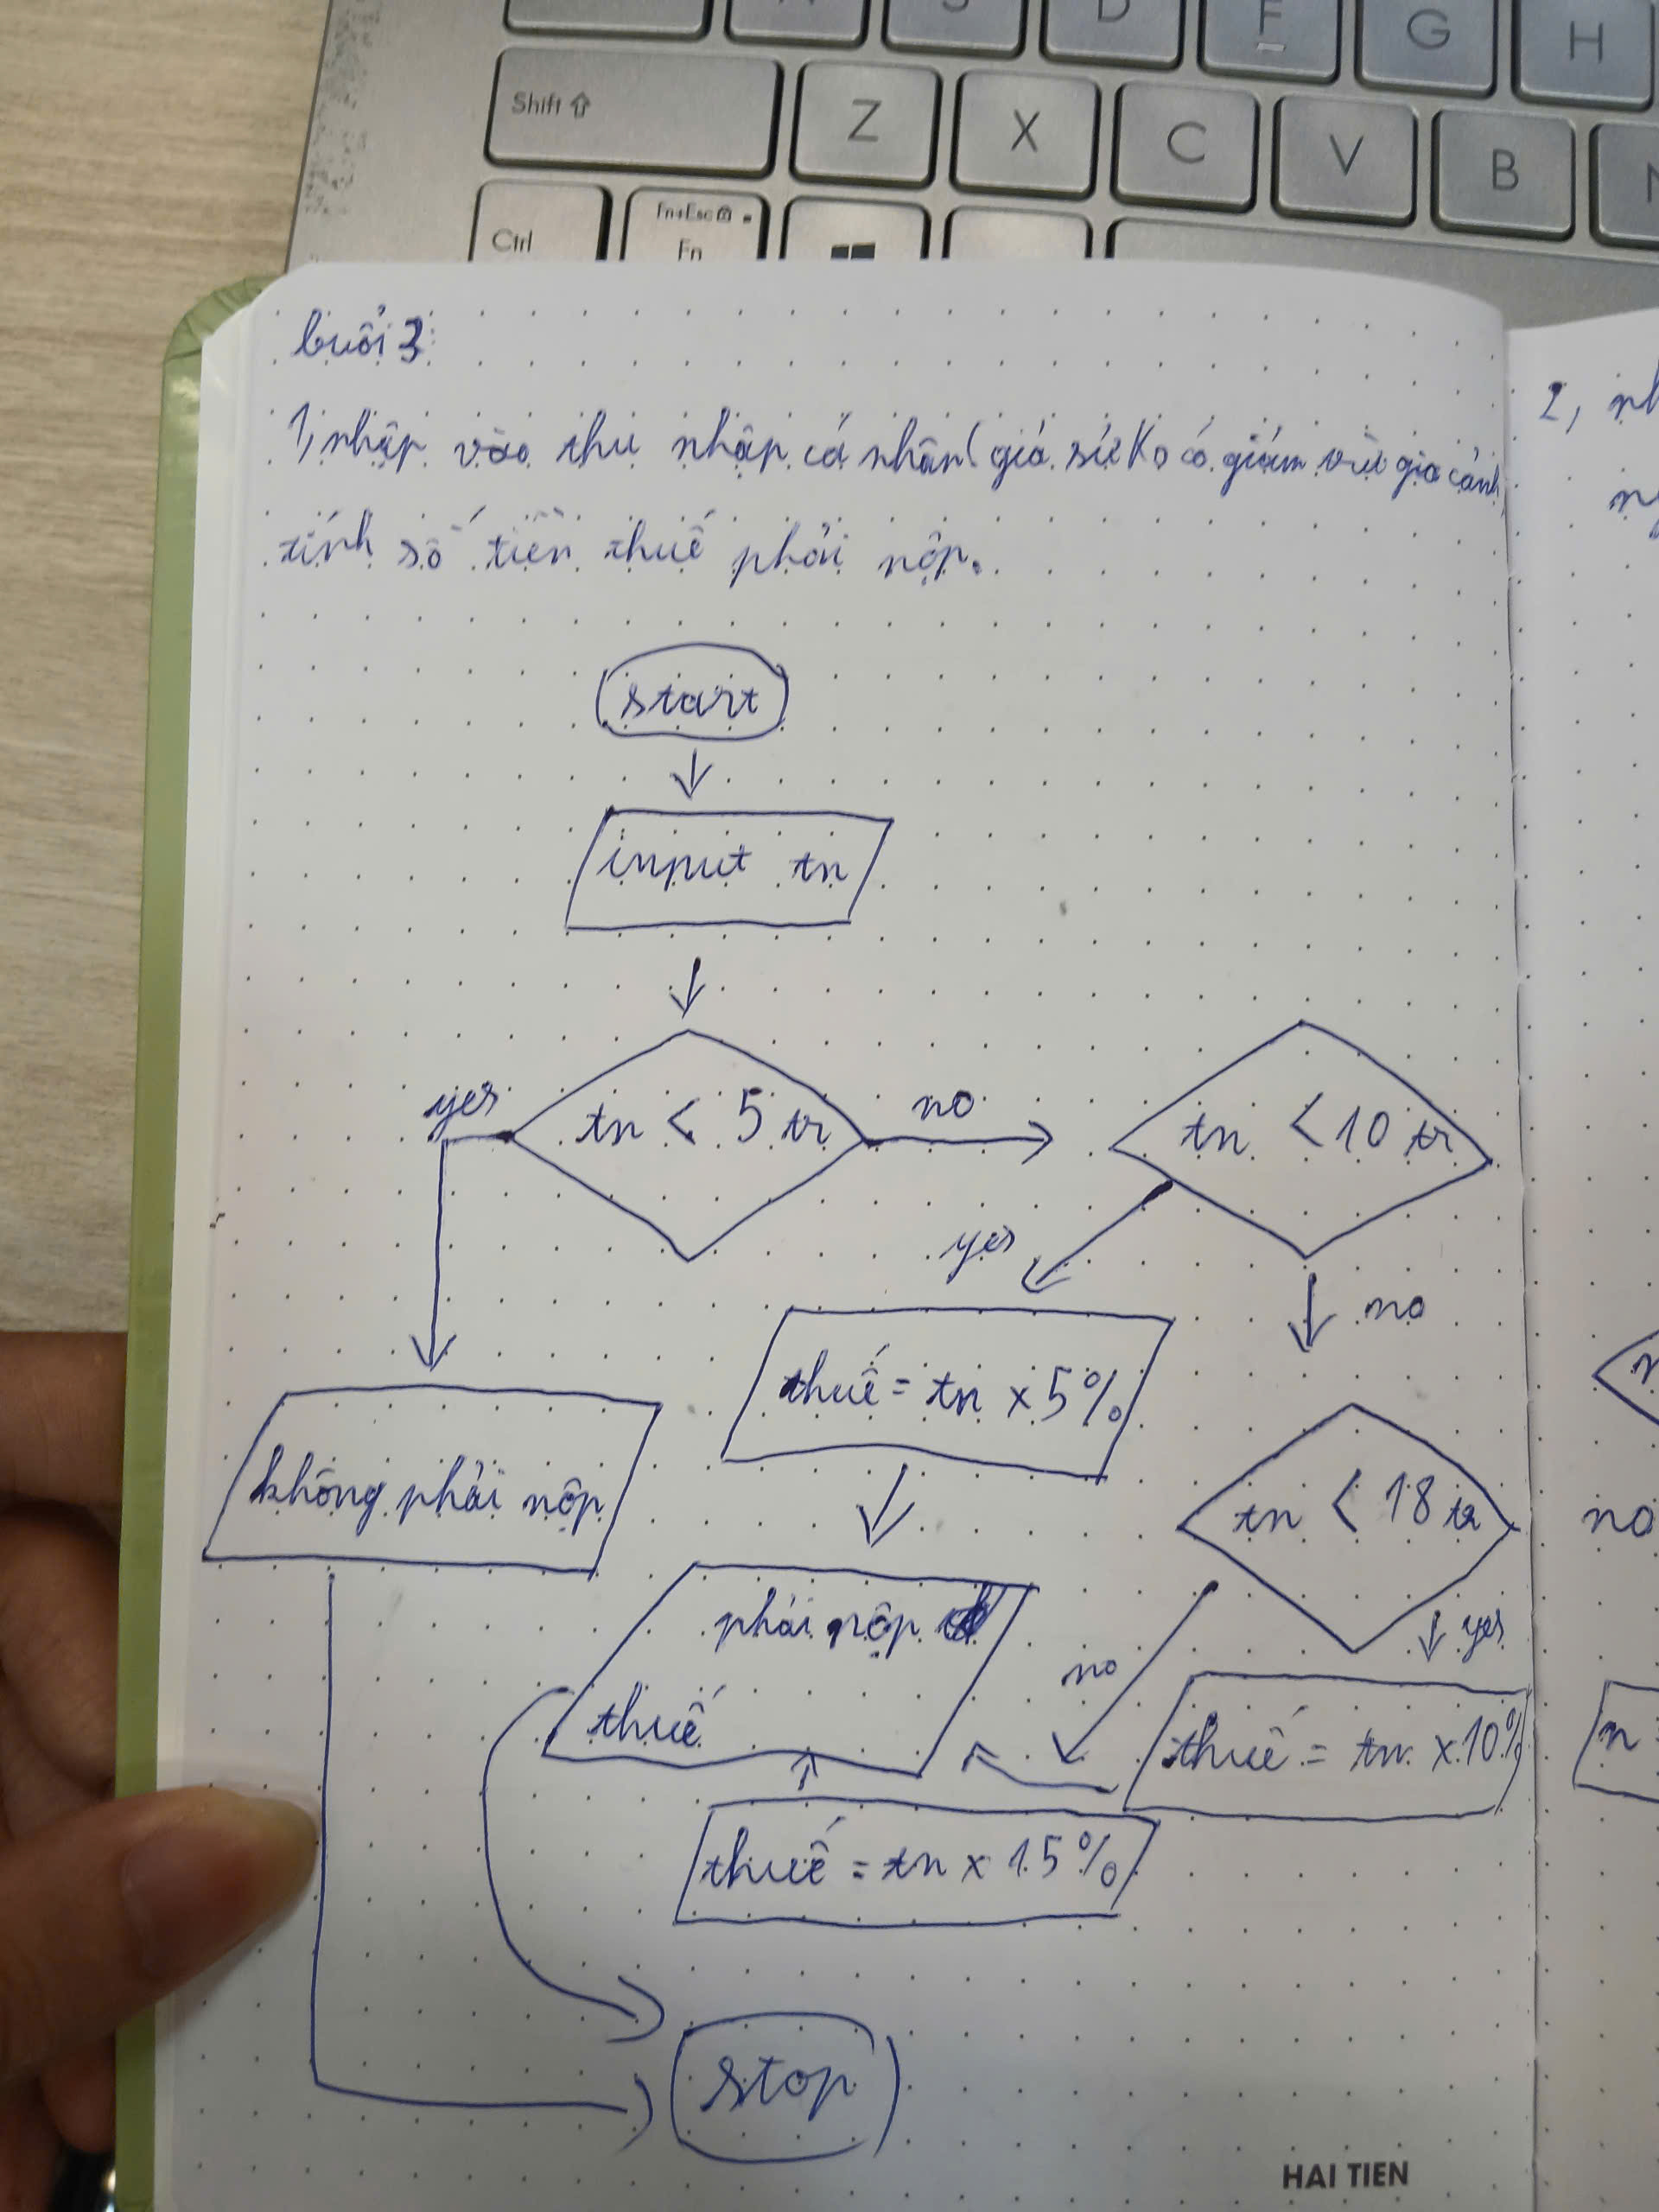 F
G
H
Shift
Z
X
C
V
B
Ctrl
Fn+Esc
Fn
buổi 3:
1, nhập vào thu nhập cá nhân (giả sử Ko có giảm trừ gia cảnh)
tính số tiền thuế phải nộp.
2,
start
input tn
tn < 5 tr
yes
no
tn < 10 tr
yes
no
thuế = tn x 5%
không phải nộp
tn < 18 tr
no
phải nộp
thuế
no
yes
thuế = tn x 10%
thuế = tn x 15%
n
stop
HAI TIEN